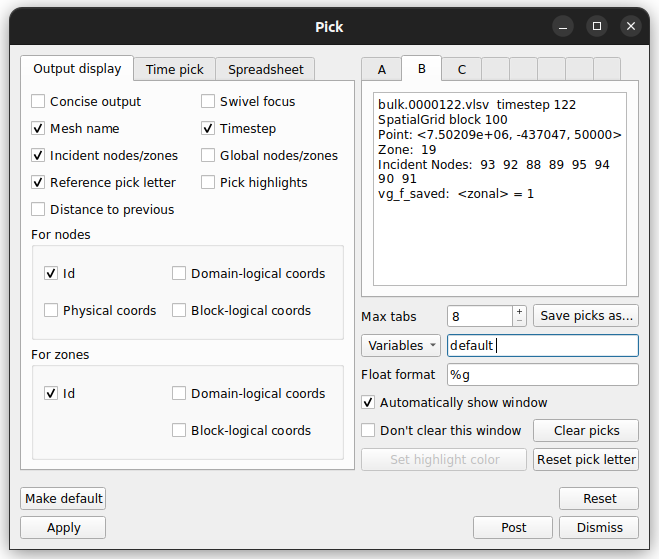 Pick
Output display
Time pick
Spreadsheet
Concise output
Swivel focus
Mesh name
Timestep
Incident nodes/zones
Global nodes/zones
Reference pick letter
Pick highlights
Distance to previous
For nodes
Id
Domain-logical coords
Physical coords
Block-logical coords
For zones
Id
Domain-logical coords
Block-logical coords
A
B
C
bulk.0000122.vlsv  timestep 122
SpatialGrid block 100
Point: <7.50209e+06, -437047, 50000>
Zone:  19
Incident Nodes:  93  92  88  89  95  94
90  91
vg_f_saved:  <zonal> = 1
Max tabs
8
Save picks as...
Variables
default
Float format
%g
Automatically show window
Don't clear this window
Clear picks
Set highlight color
Reset pick letter
Make default
Reset
Apply
Post
Dismiss